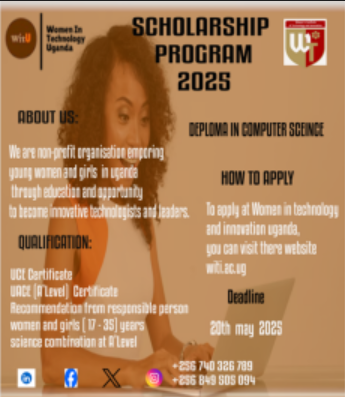 WitU
Women In
Technology
Uganda
SCHOLARSHIP
PROGRAM
2025
ABOUT US:
We are non-profit organisation emporing
young women and girls in uganda
through education and opportunity
to become innovative technologists and leaders.
DEPLOMA IN COMPUTER SCEINCE
HOW TO APPLY
To apply at Women in technology
and innovation uganda,
you can visit there website
witi.ac.ug
QUALIFICATION:
UCE Certificate
UACE (A'Level) Certificate
Recommendation from responsible person
women and girls ( 17 - 35) years
science combination at A'Level
Deadline
20th may 2025
+256 740 326 789
+256 849 505 094